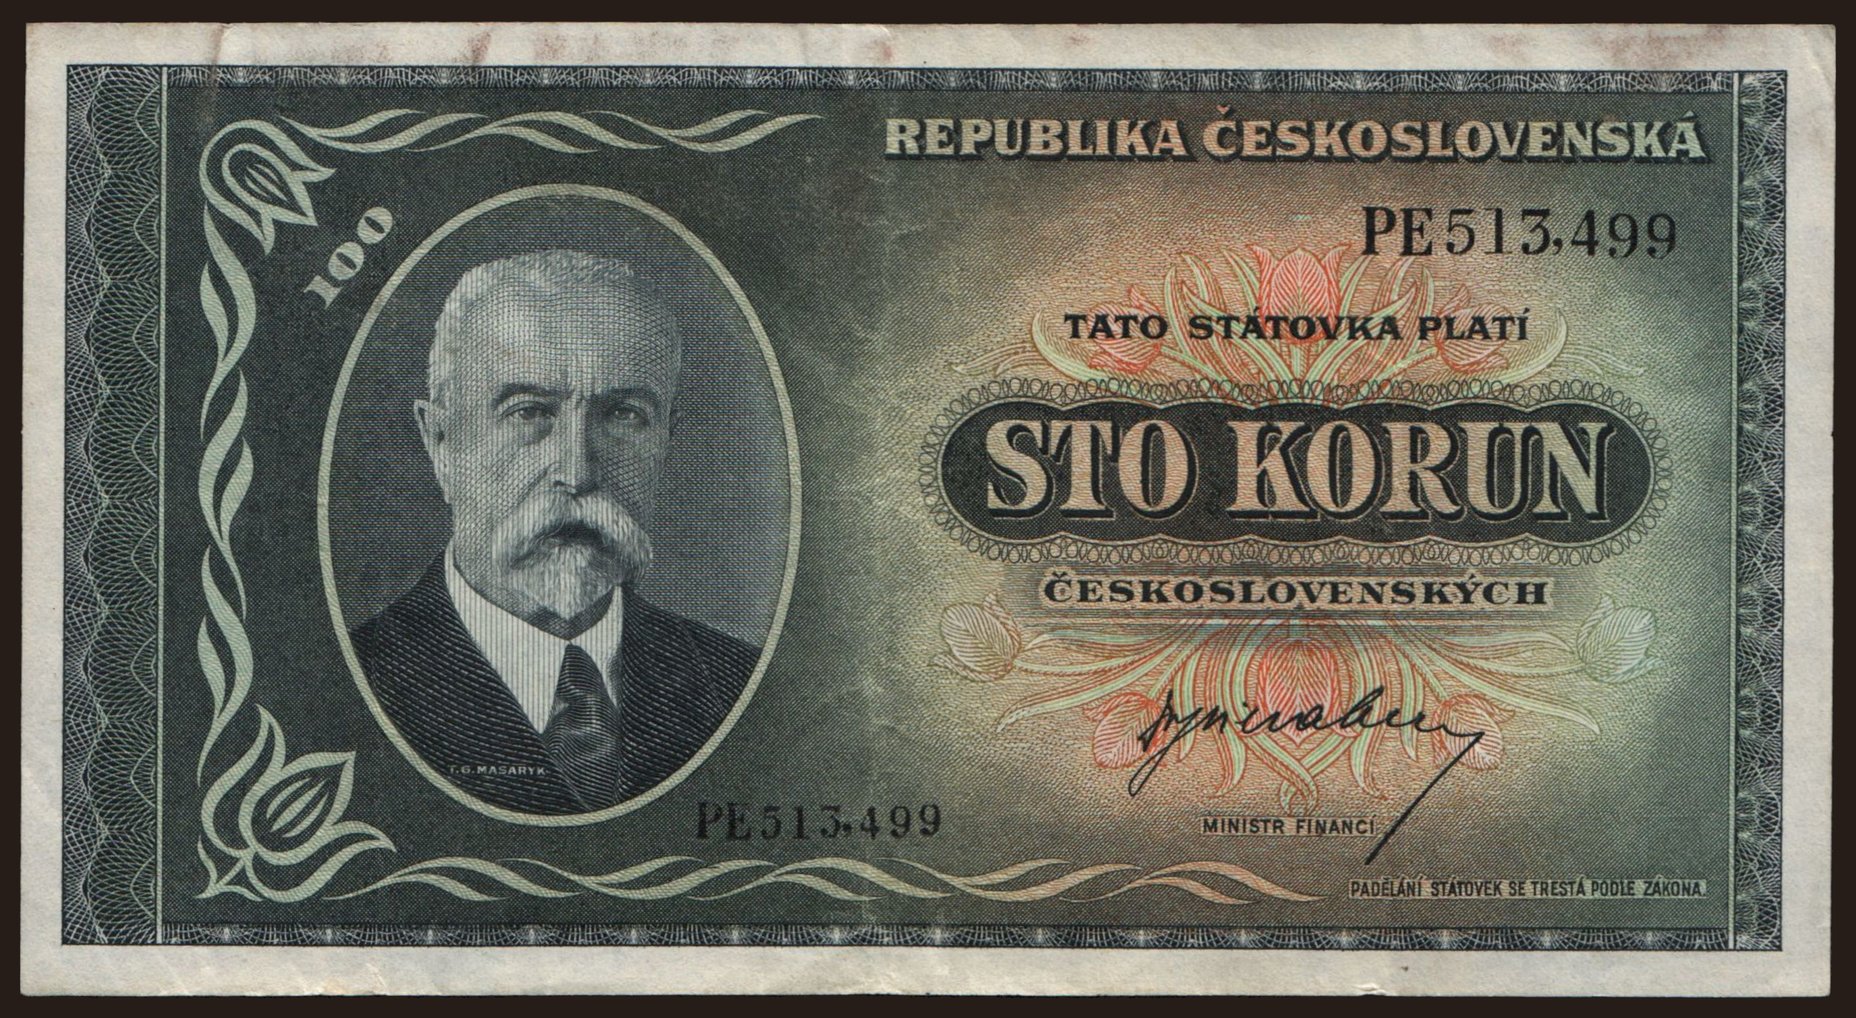 REPUBLIKA ČESKOSLOVENSKÁ
100
PE513,499
TATO STÁTOVKA PLATÍ
STO KORUN
ČESKOSLOVENSKÝCH
T.G. MASARYK
PE513,499
MINISTR FINANCÍ
PADĚLÁNÍ STÁTOVEK SE TRESTÁ PODLE ZÁKONA.